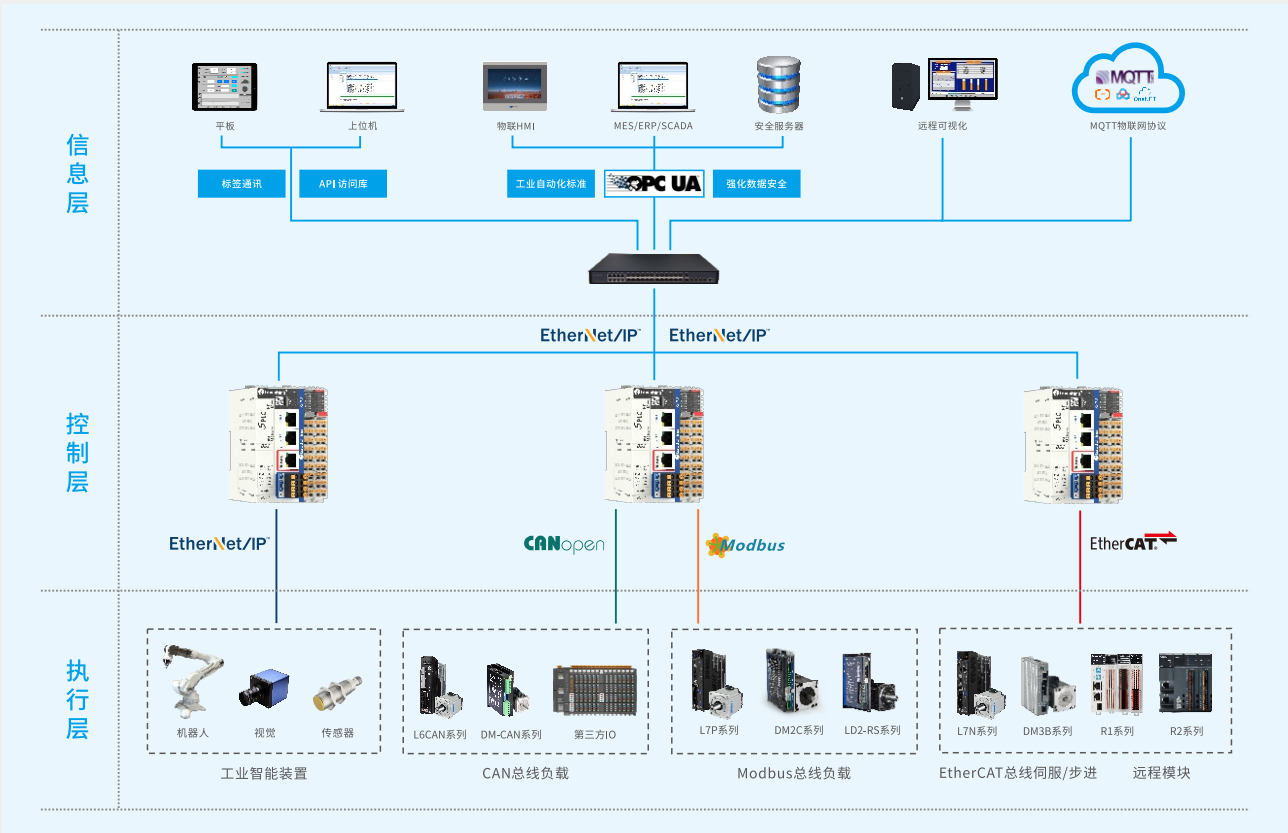 信息层
平板
上位机
物联HMI
MES/ERP/SCADA
安全服务器
远程可视化
MQTT
OneNET
MQTT物联网协议
标签通讯
API 访问库
工业自动化标准
OPC UA
强化数据安全
控制层
EtherNet/IP™
EtherNet/IP™
SPLC
SPLC
SPLC
EtherNet/IP™
CANopen
Modbus
EtherCAT®
执行层
机器人
视觉
传感器
L6CAN系列
DM-CAN系列
第三方IO
L7P系列
DM2C系列
LD2-RS系列
L7N系列
DM3B系列
R1系列
R2系列
工业智能装置
CAN总线负载
Modbus总线负载
EtherCAT总线伺服/步进
远程模块